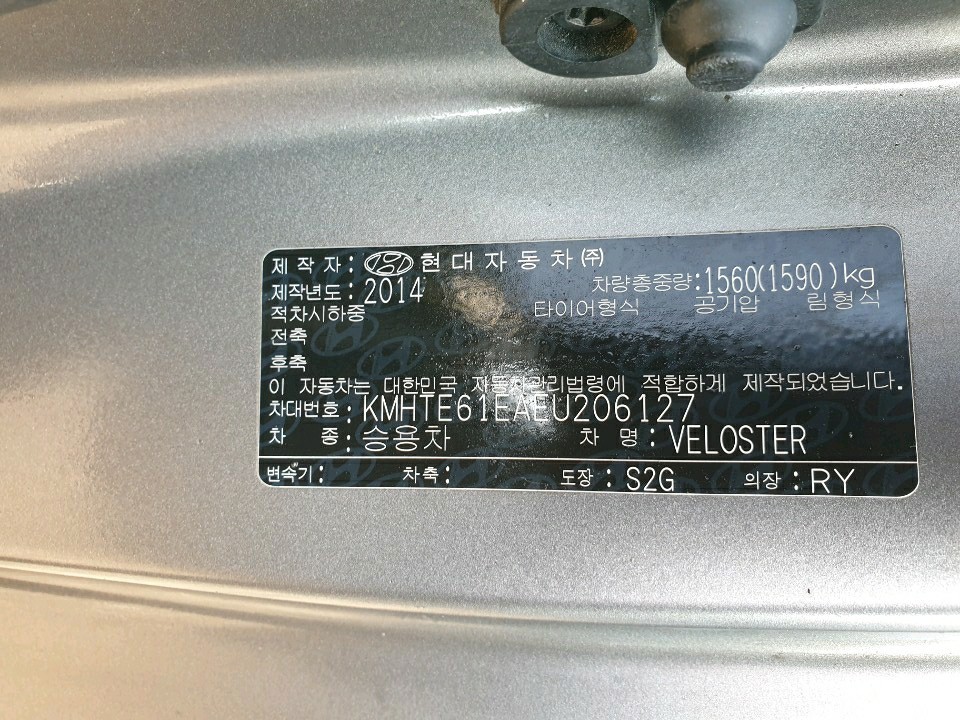 제 작 자 : 현 대 자 동 차 ㈜
제작년도 : 2014 차량총중량:1560(1590)kg
적차시하중 타이어형식 공기압 림형식
전축
후축
이 자동차는 대한민국 자동차관리법령에 적합하게 제작되었습니다.
차대번호 : KMHTE61EAEU206127
차 종 : 승용차 차 명 : VELOSTER
변속기 : 차축 : 도장 : S2G 의장 : RY